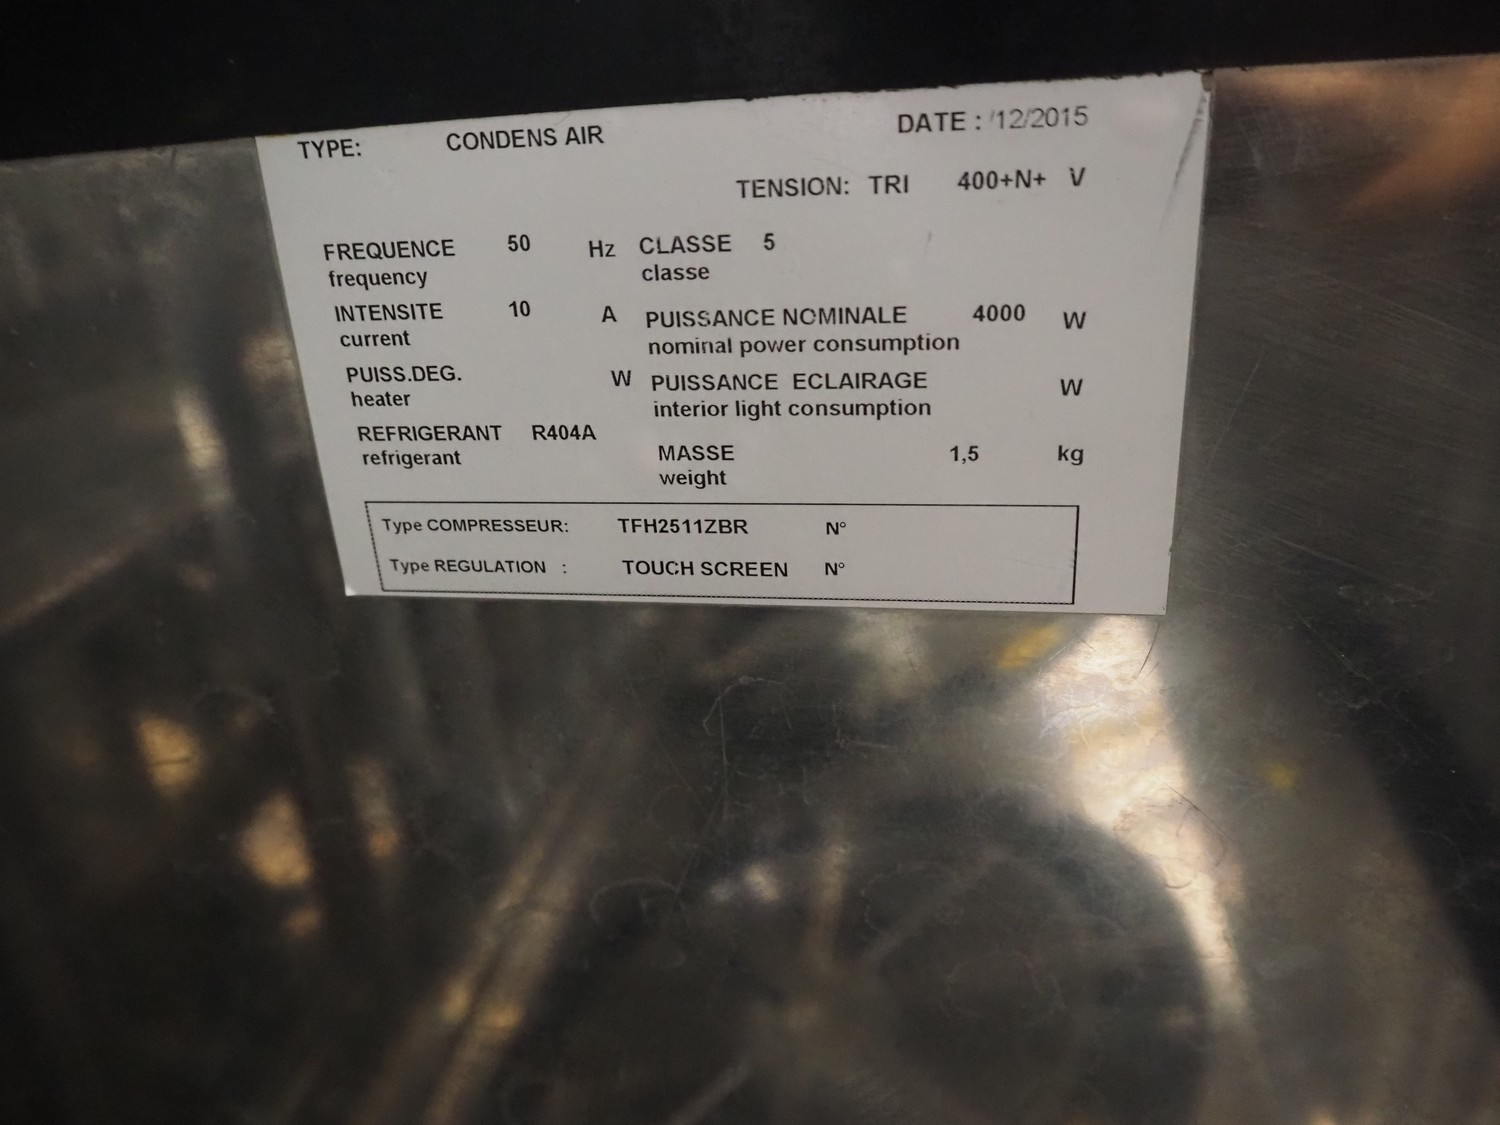 TYPE: CONDENS AIR DATE : /12/2015
TENSION: TRI 400+N+ V
FREQUENCE 50 Hz CLASSE 5
frequency classe
INTENSITE 10 A PUISSANCE NOMINALE 4000 W
current nominal power consumption
PUISS.DEG. W PUISSANCE ECLAIRAGE W
heater interior light consumption
REFRIGERANT R404A MASSE 1,5 kg
refrigerant weight
Type COMPRESSEUR: TFH2511ZBR N°
Type REGULATION : TOUCH SCREEN N°